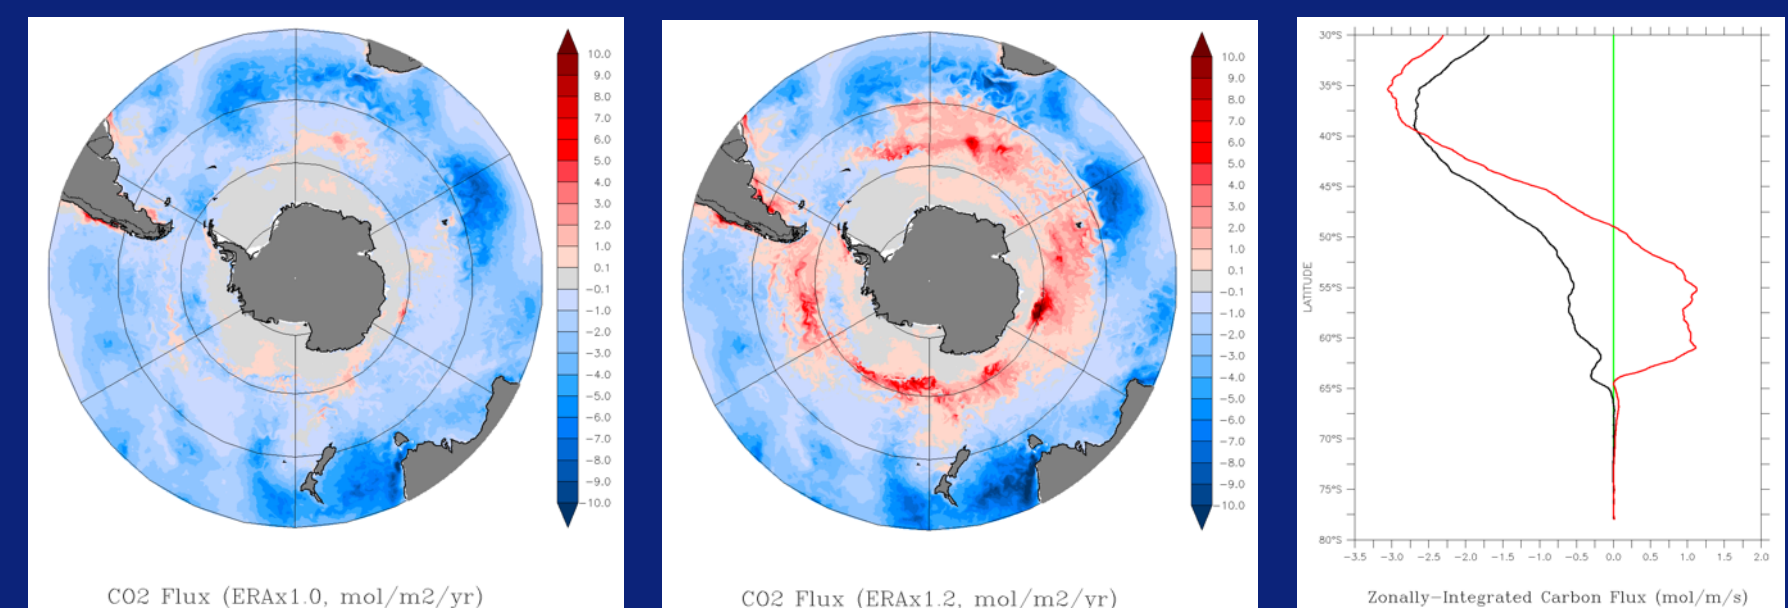 10.0
9.0
8.0
7.0
6.0
5.0
4.0
3.0
2.0
1.0
0.1
-0.1
-1.0
-2.0
-3.0
-4.0
-5.0
-6.0
-7.0
-8.0
-9.0
-10.0
CO2 Flux (ERAx1.0, mol/m2/yr)
10.0
9.0
8.0
7.0
6.0
5.0
4.0
3.0
2.0
1.0
0.1
-0.1
-1.0
-2.0
-3.0
-4.0
-5.0
-6.0
-7.0
-8.0
-9.0
-10.0
CO2 Flux (ERAx1.2, mol/m2/yr)
30°S
35°S
40°S
45°S
50°S
55°S
60°S
65°S
70°S
75°S
80°S
LATITUDE
-3.5 -3.0 -2.5 -2.0 -1.5 -1.0 -0.5 0.0 0.5 1.0 1.5 2.0
Zonally-Integrated Carbon Flux (mol/m/s)